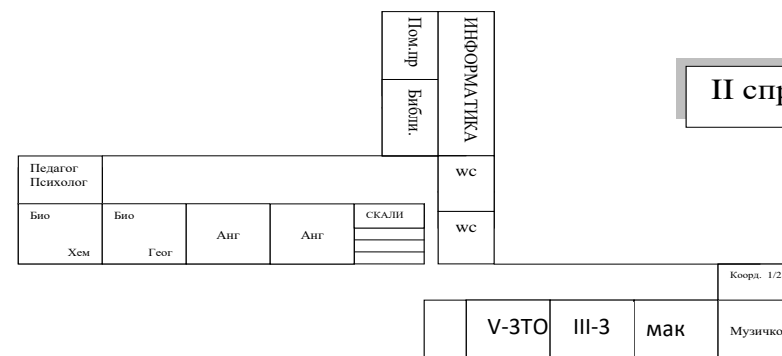 Пом.пр
Библи.
ИНФОРМАТИКА
II спр
Педагог
Психолог
wc
Био
Хем
Био
Геог
Анг
Анг
СКАЛИ
wc
Коорд. 1/2
V-3ТО
III-3
мак
Музичко